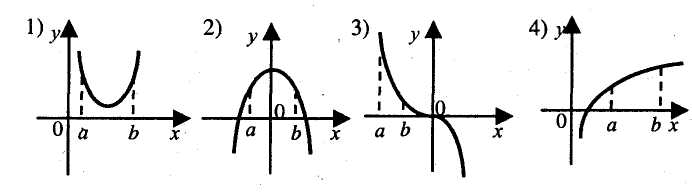 1) y 0 a b x
2) y a 0 b x
3) y a b 0 x
4) y 0 a b x